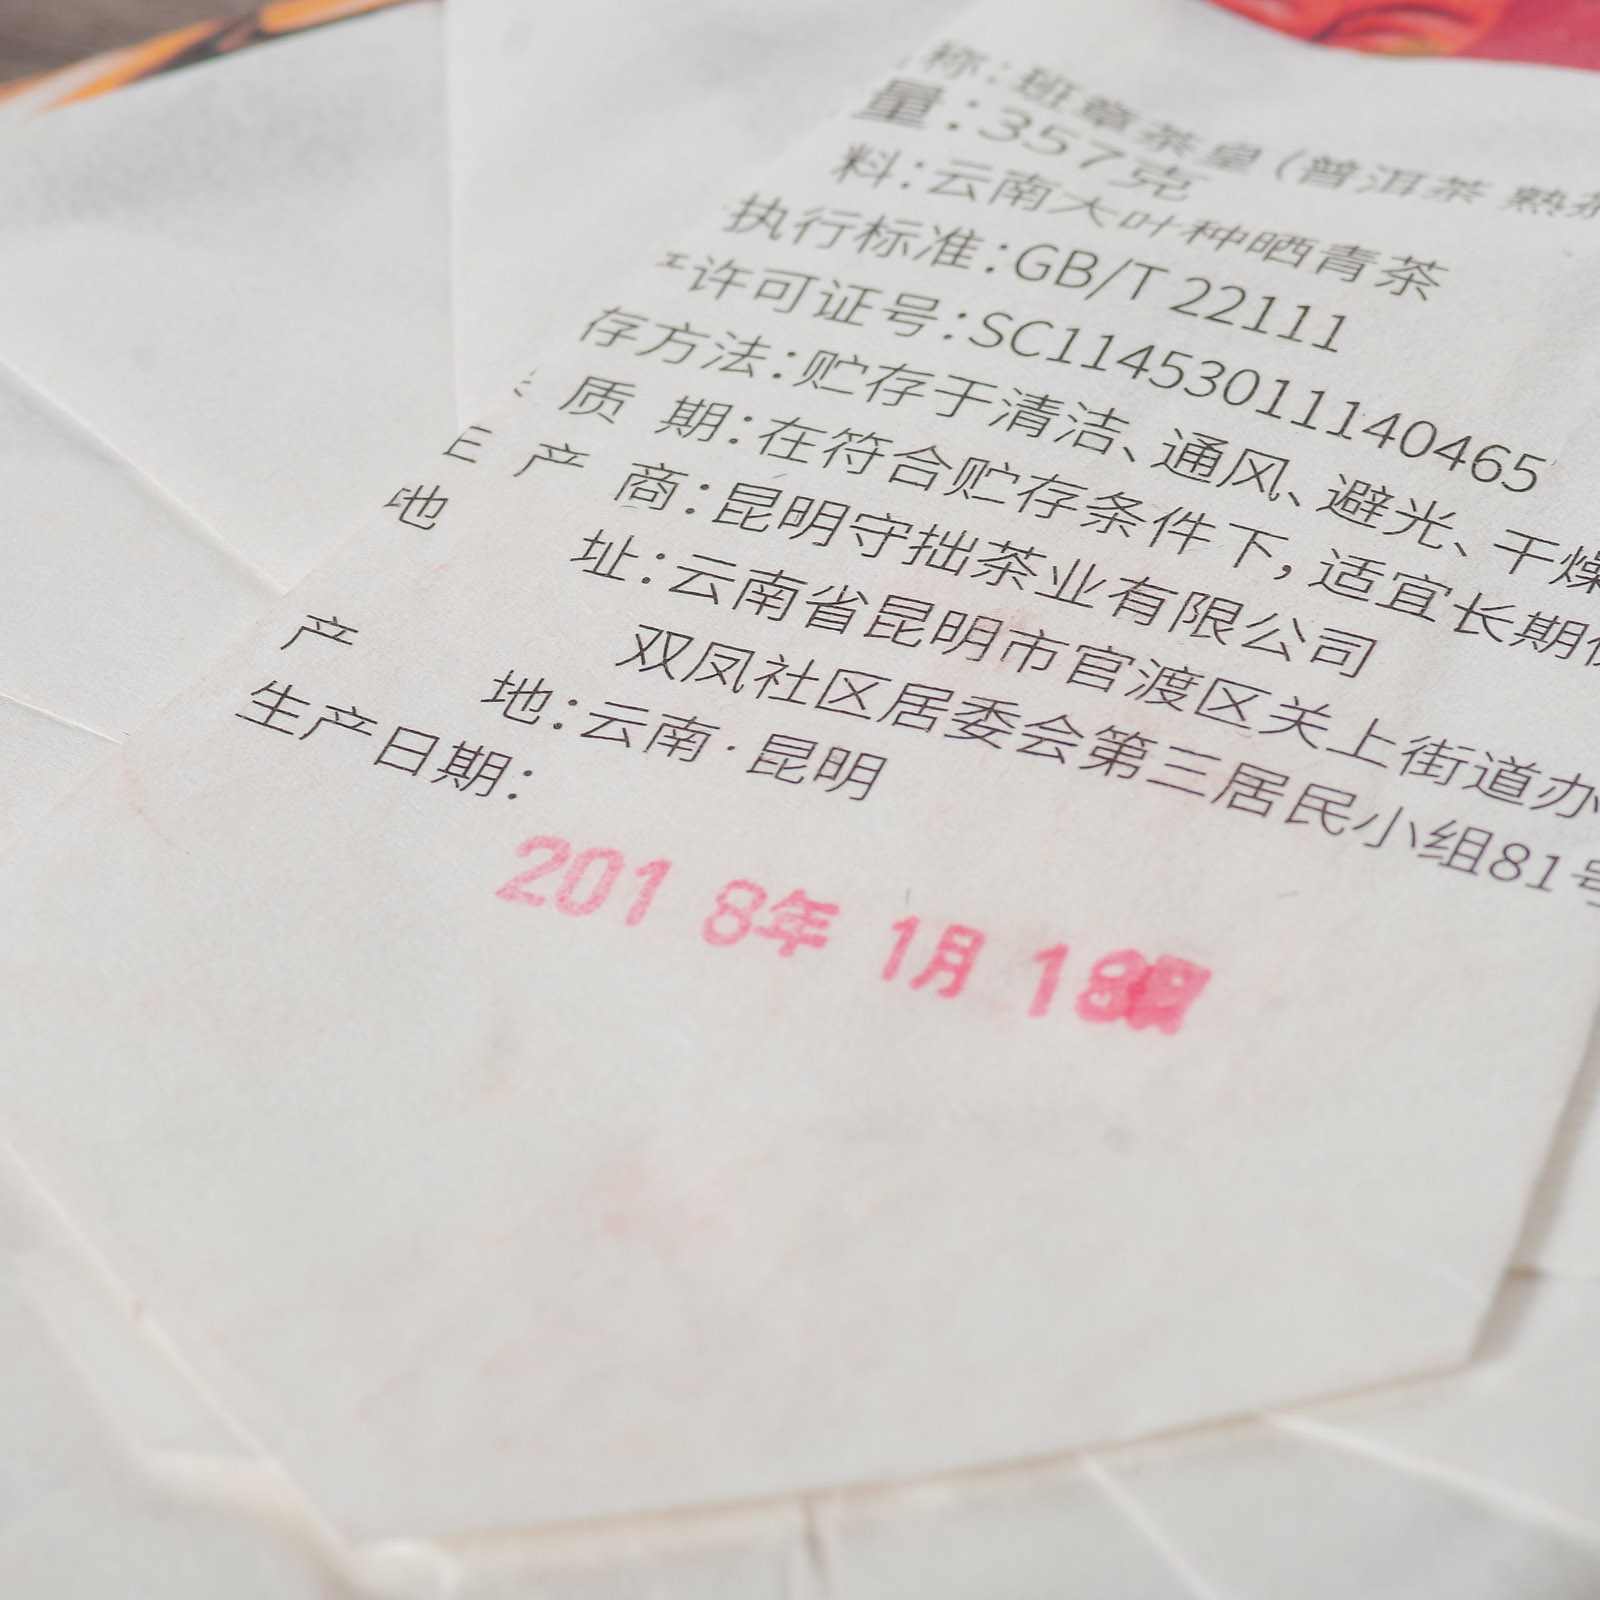 称：班章茶皇（普洱茶 熟茶
量：357克
料：云南大叶种晒青茶
执行标准：GB/T 22111
许可证号：SC11453011140465
存方法：贮存于清洁、通风、避光、干燥
质 期：在符合贮存条件下，适宜长期
产 商：昆明守拙茶业有限公司
地 址：云南省昆明市官渡区关上街道办
双凤社区居委会第三居民小组81号
产 地：云南·昆明
生产日期：
2018年 1月 18